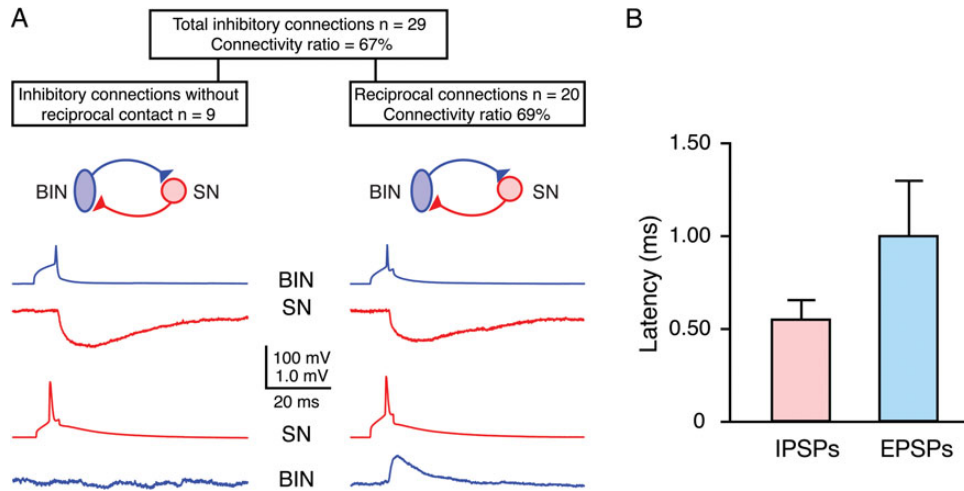 A
Total inhibitory connections n = 29
Connectivity ratio = 67%
Inhibitory connections without
reciprocal contact n = 9
Reciprocal connections n = 20
Connectivity ratio 69%
BIN
SN
BIN
SN
BIN
SN
100 mV
1.0 mV
20 ms
SN
BIN
B
Latency (ms)
1.50
1.00
0.50
0
IPSPs
EPSPs